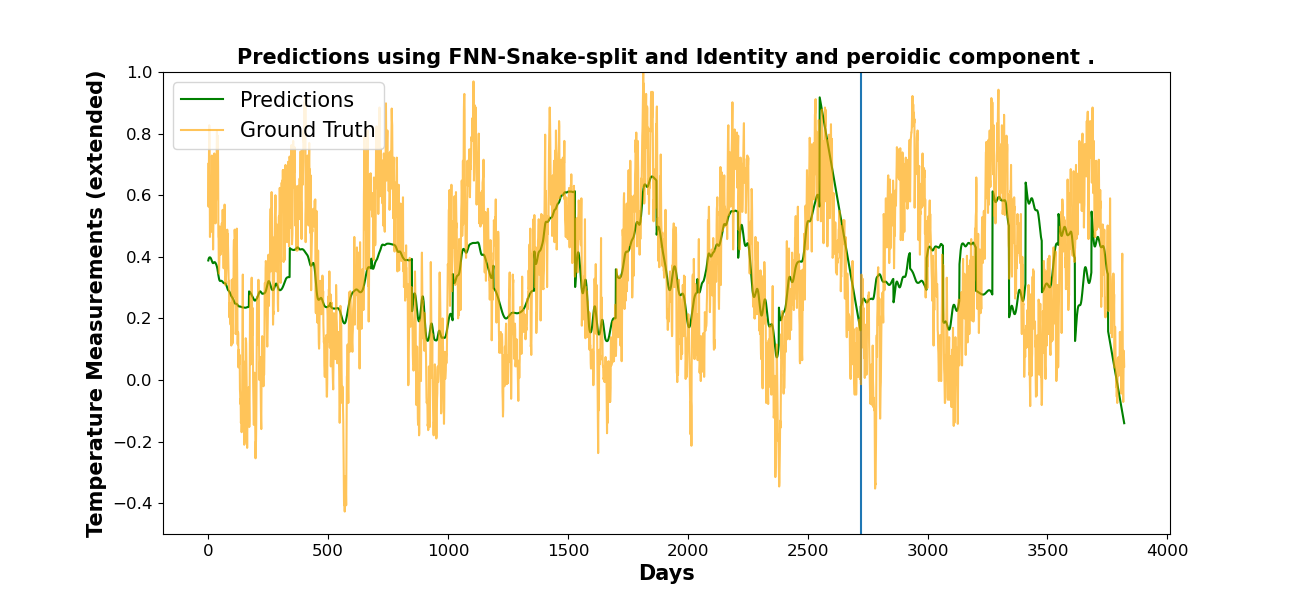 Predictions using FNN-Snake-split and Identity and peroidic component .
Temperature Measurements (extended)
1.0
0.8
0.6
0.4
0.2
0.0
−0.2
−0.4
Predictions
Ground Truth
0 500 1000 1500 2000 2500 3000 3500 4000
Days